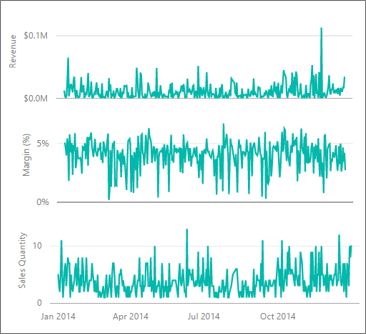 Revenue
$0.1M
$0.0M
Margin (%)
5%
0%
Sales Quantity
10
0
Jan 2014 Apr 2014 Jul 2014 Oct 2014